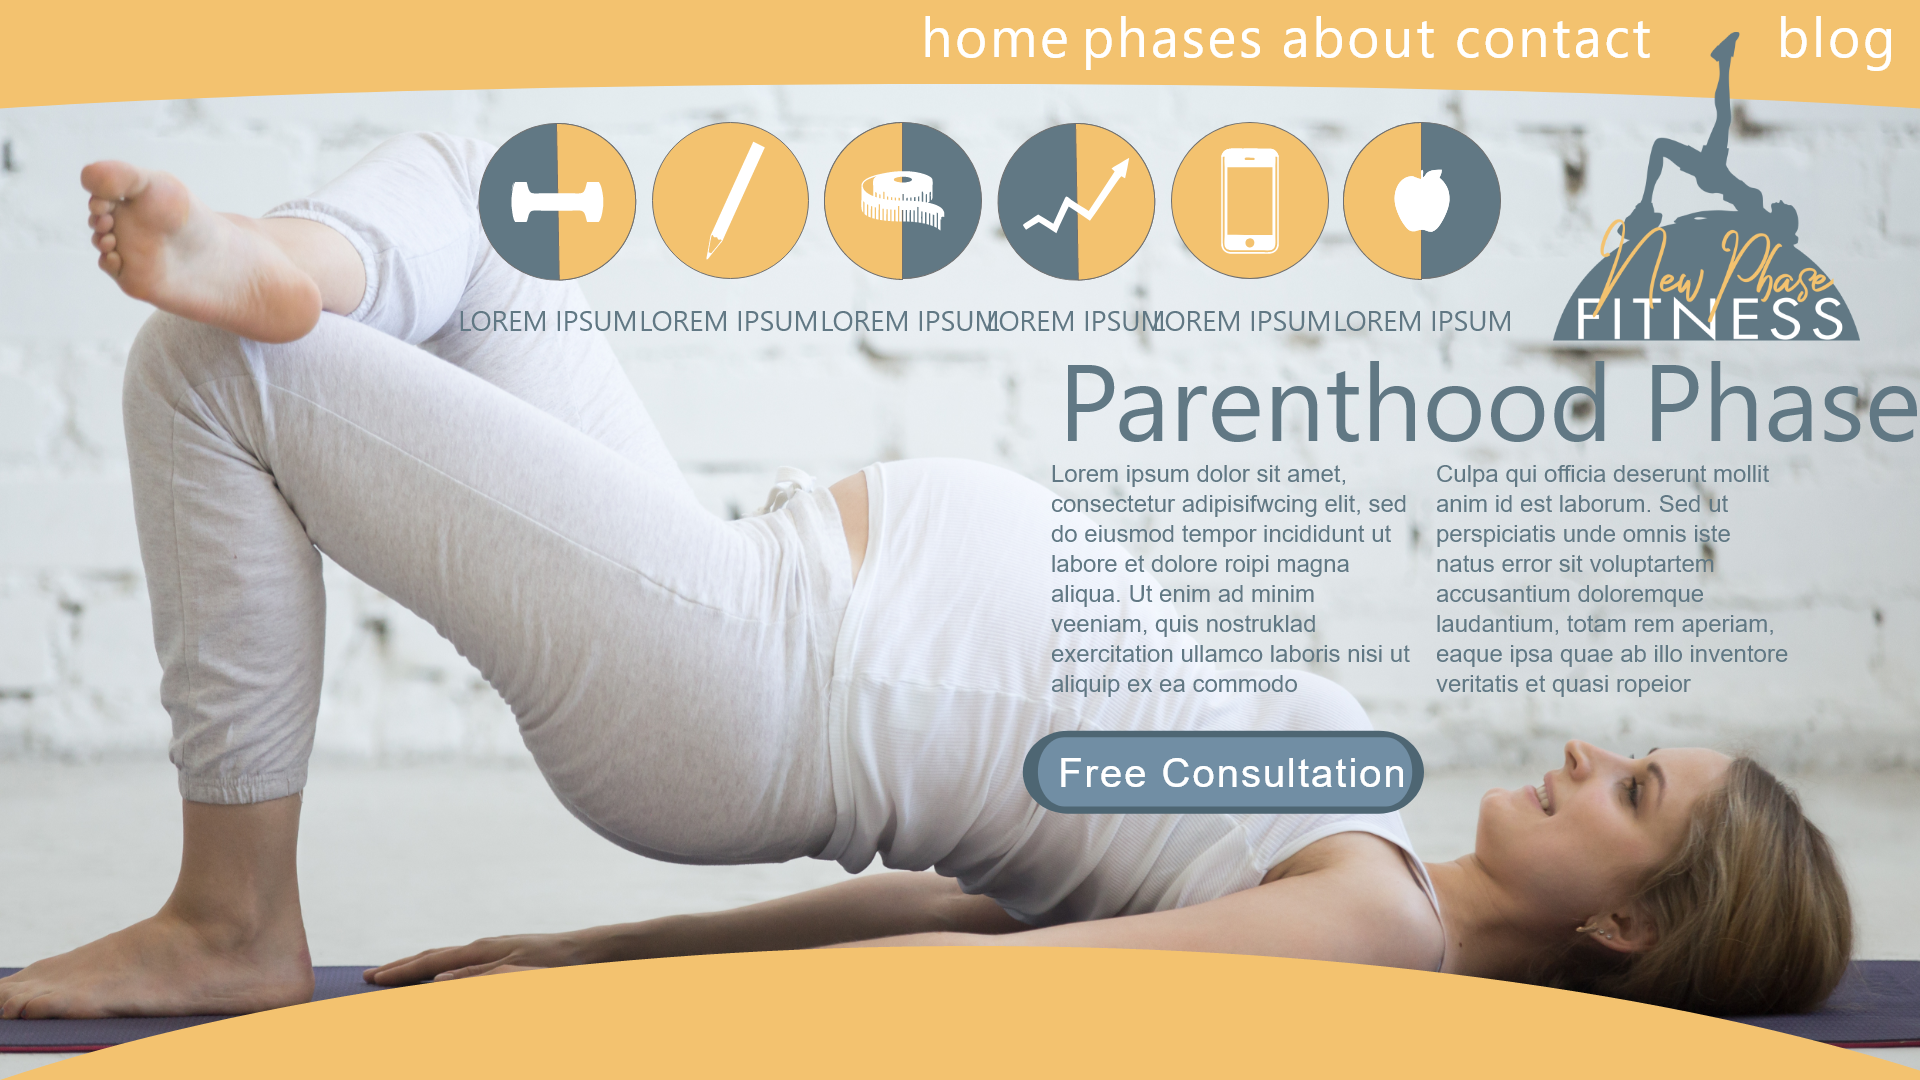 home phases about contact blog
LOREM IPSUM LOREM IPSUM LOREM IPSUM LOREM IPSUM LOREM IPSUM LOREM IPSUM
New Phase
FITNESS
Parenthood Phase
Lorem ipsum dolor sit amet,
consectetur adipisifwcing elit, sed
do eiusmod tempor incididunt ut
labore et dolore roipi magna
aliqua. Ut enim ad minim
veeniam, quis nostruklad
exercitation ullamco laboris nisi ut
aliquip ex ea commodo
Culpa qui officia deserunt mollit
anim id est laborum. Sed ut
perspiciatis unde omnis iste
natus error sit voluptartem
accusantium doloremque
laudantium, totam rem aperiam,
eaque ipsa quae ab illo inventore
veritatis et quasi ropeior
Free Consultation